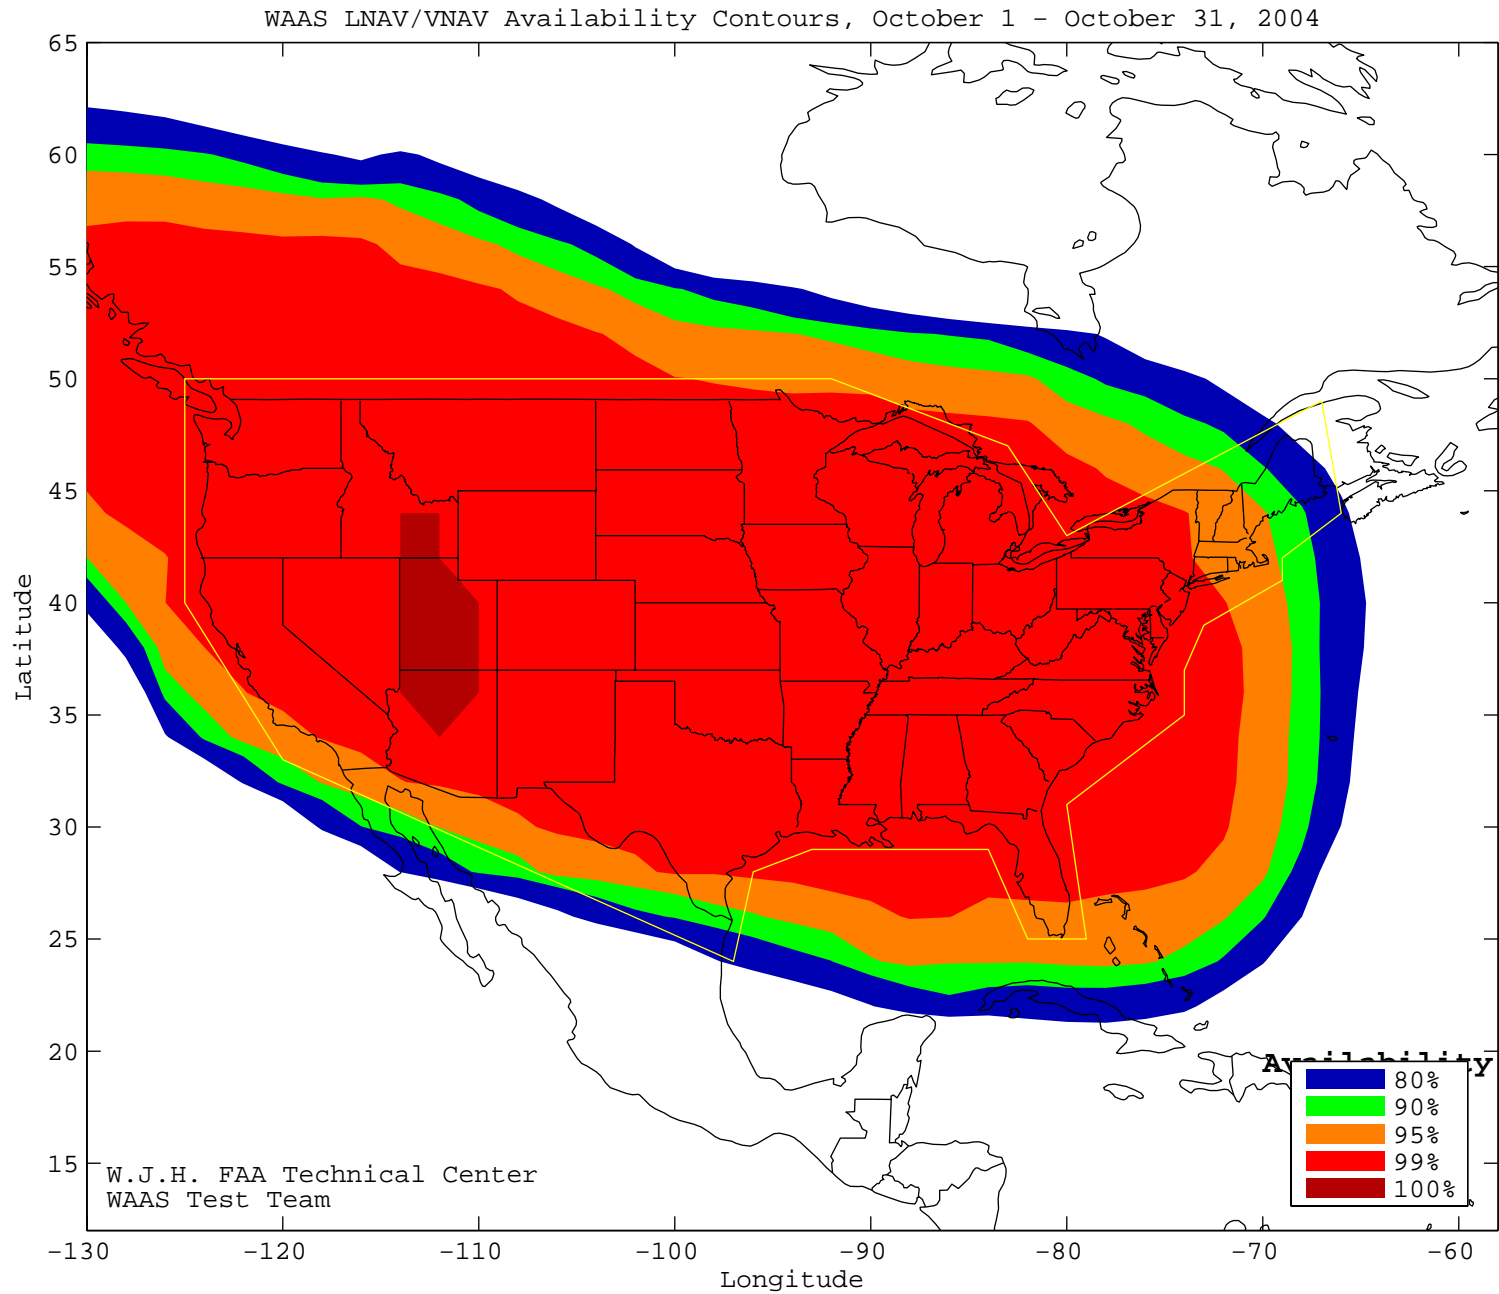 WAAS LNAV/VNAV Availability Contours, October 1 – October 31, 2004
65
60
55
50
45
40
35
30
25
20
15
Latitude
Availability
80%
90%
95%
99%
100%
W.J.H. FAA Technical Center
WAAS Test Team
−130 −120 −110 −100 −90 −80 −70 −60
Longitude